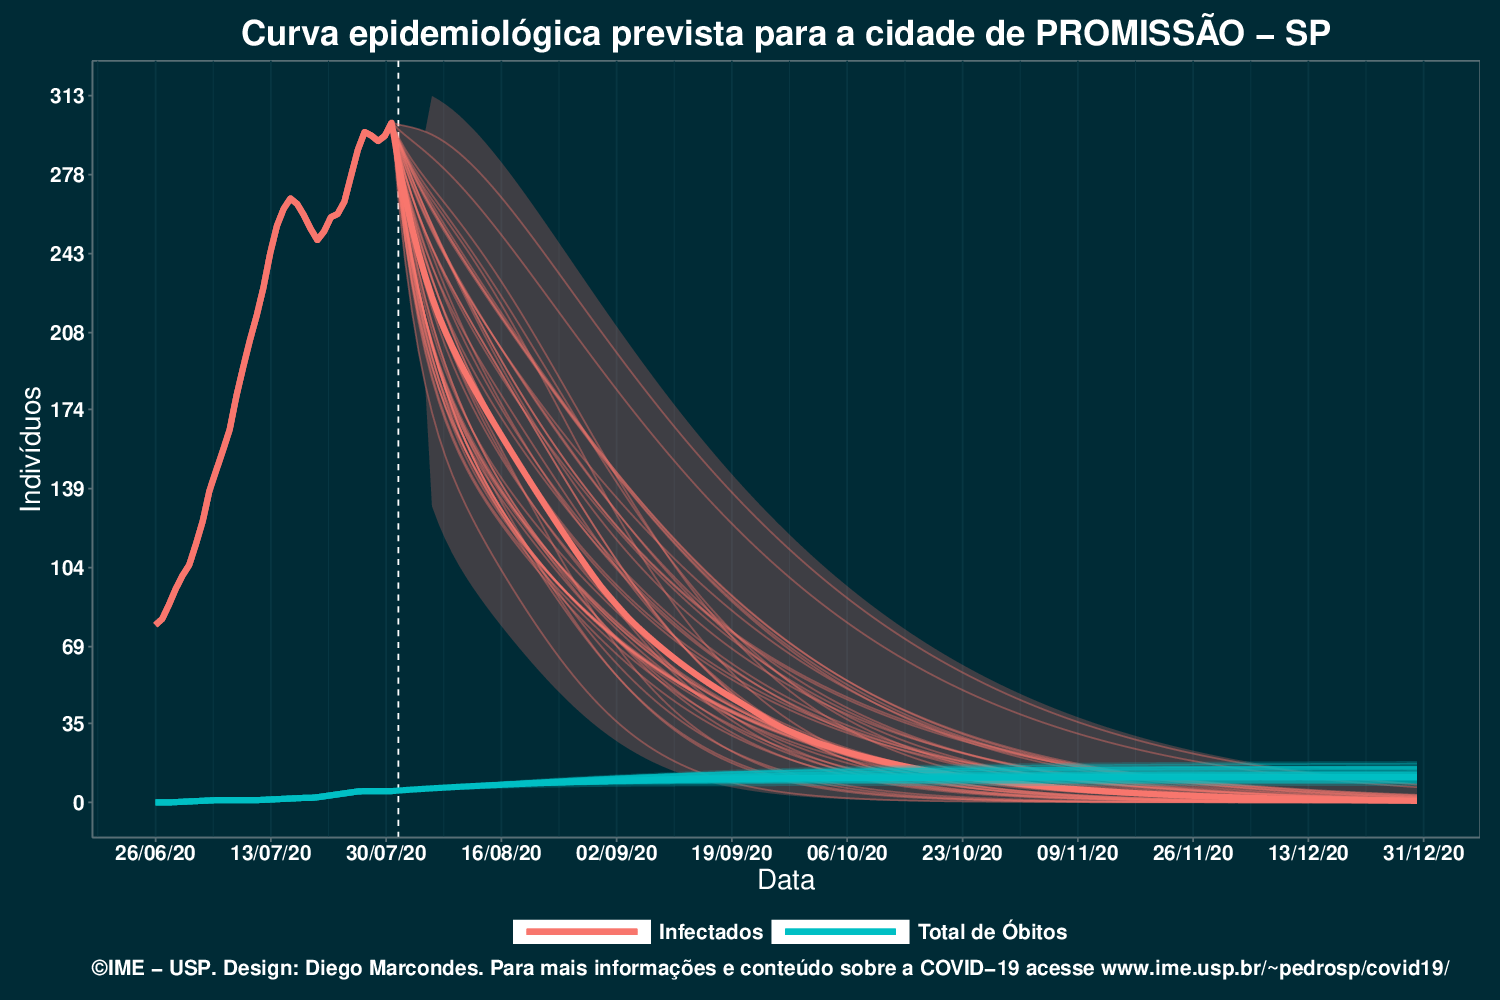 Curva epidemiológica prevista para a cidade de PROMISSÃO – SP
Indivíduos
313
278
243
208
174
139
104
69
35
0
26/06/20 13/07/20 30/07/20 16/08/20 02/09/20 19/09/20 06/10/20 23/10/20 09/11/20 26/11/20 13/12/20 31/12/20
Data
Infectados Total de Óbitos
©IME – USP. Design: Diego Marcondes. Para mais informações e conteúdo sobre a COVID–19 acesse www.ime.usp.br/~pedrosp/covid19/